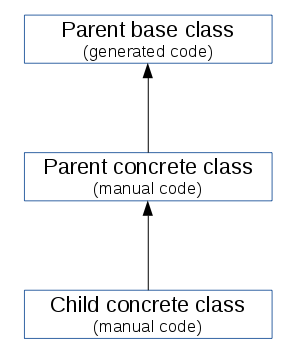 Parent base class
(generated code)
Parent concrete class
(manual code)
Child concrete class
(manual code)